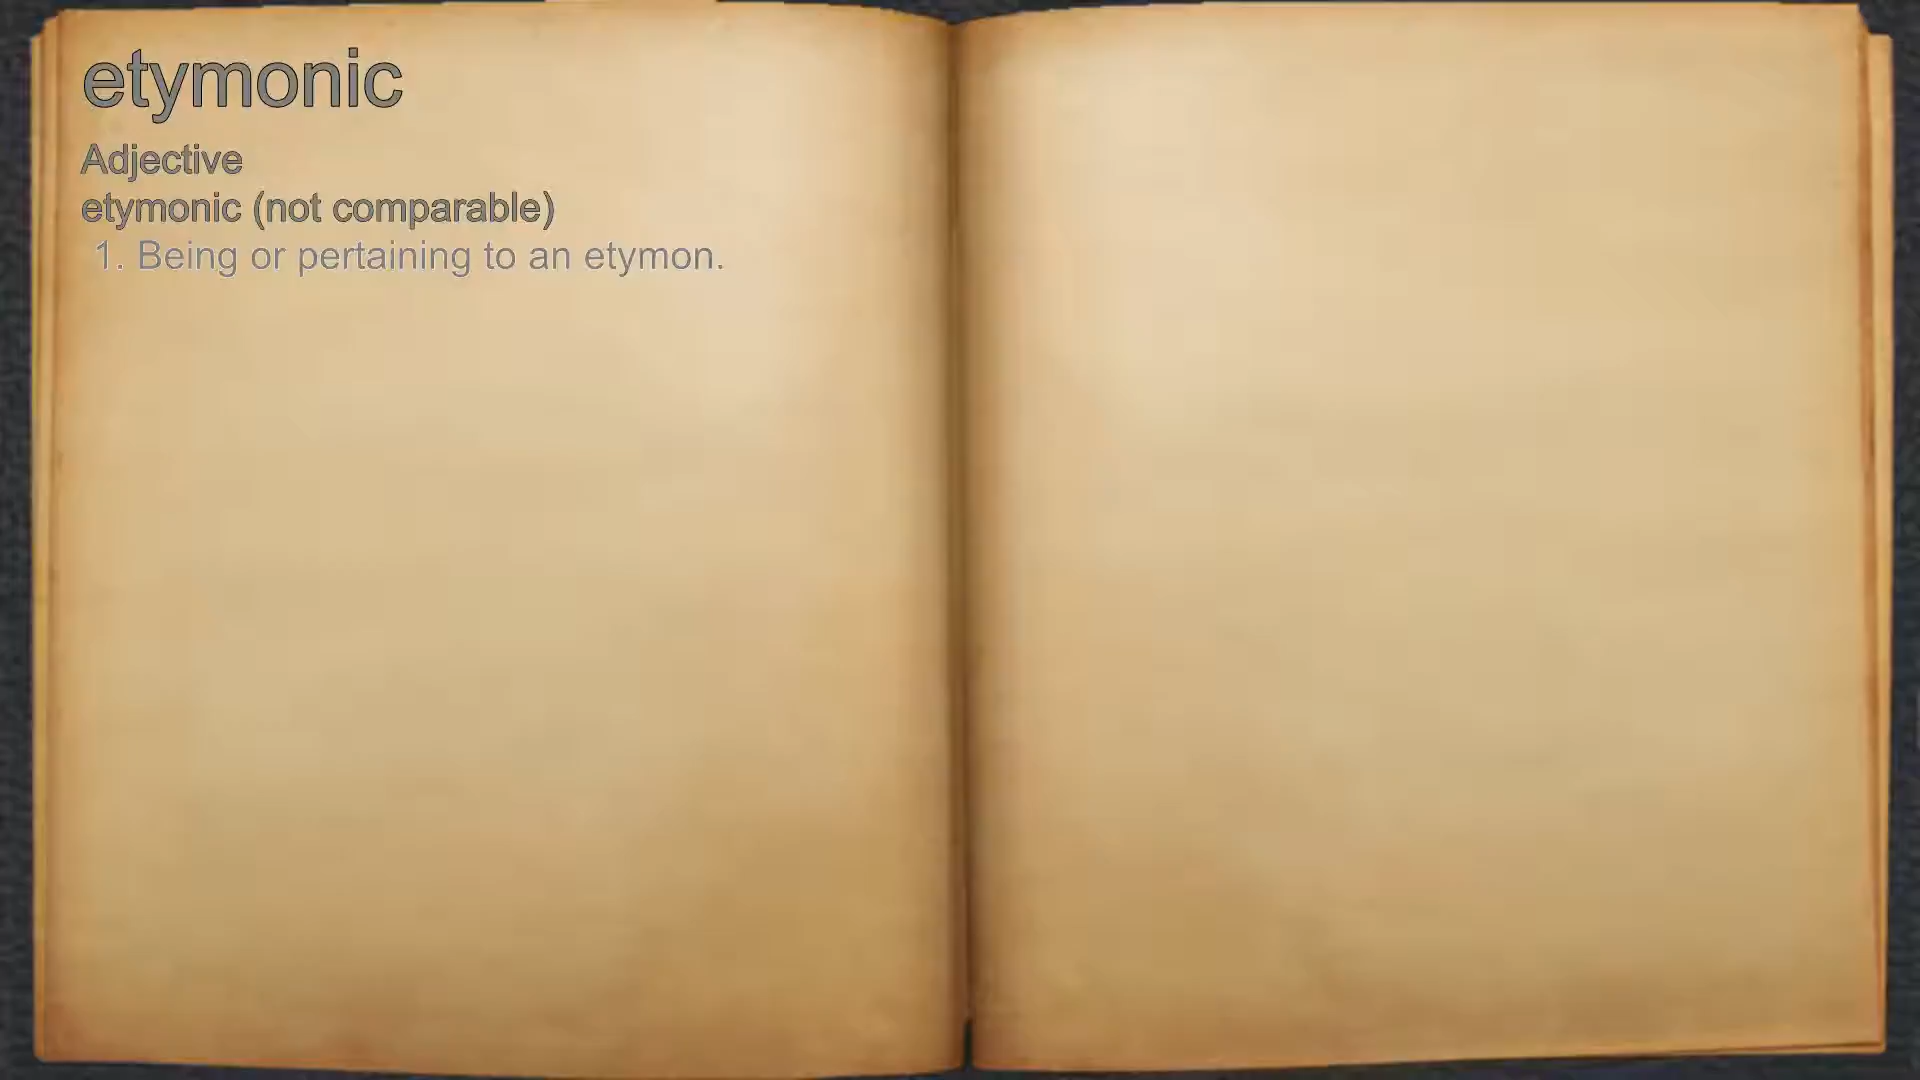 etymonic
Adjective
etymonic (not comparable)
1. Being or pertaining to an etymon.